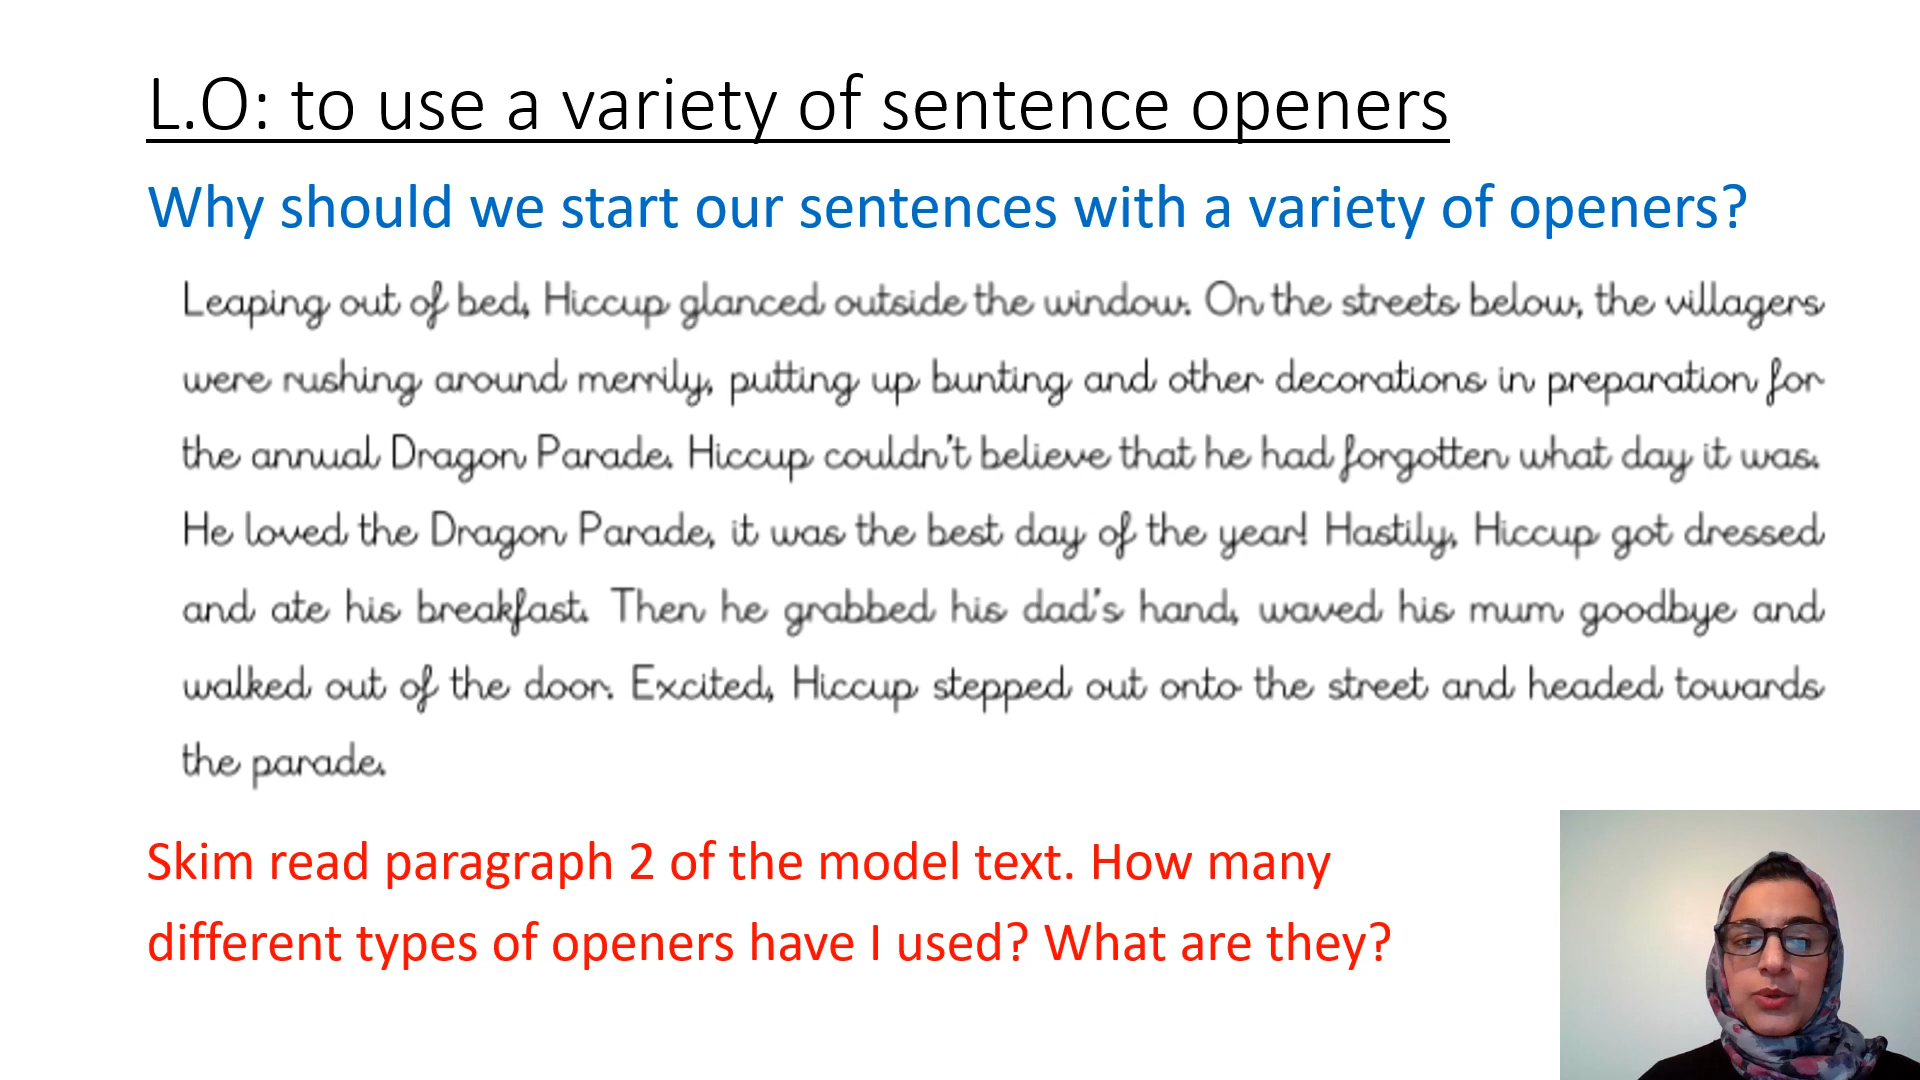 L.O: to use a variety of sentence openers
Why should we start our sentences with a variety of openers?
Leaping out of bed, Hiccup glanced outside the window. On the streets below, the villagers
were rushing around merrily, putting up bunting and other decorations in preparation for
the annual Dragon Parade. Hiccup couldn't believe that he had forgotten what day it was.
He loved the Dragon Parade, it was the best day of the year! Hastily, Hiccup got dressed
and ate his breakfast. Then he grabbed his dad's hand, waved his mum goodbye and
walked out of the door. Excited, Hiccup stepped out onto the street and headed towards
the parade.
Skim read paragraph 2 of the model text. How many
different types of openers have I used? What are they?